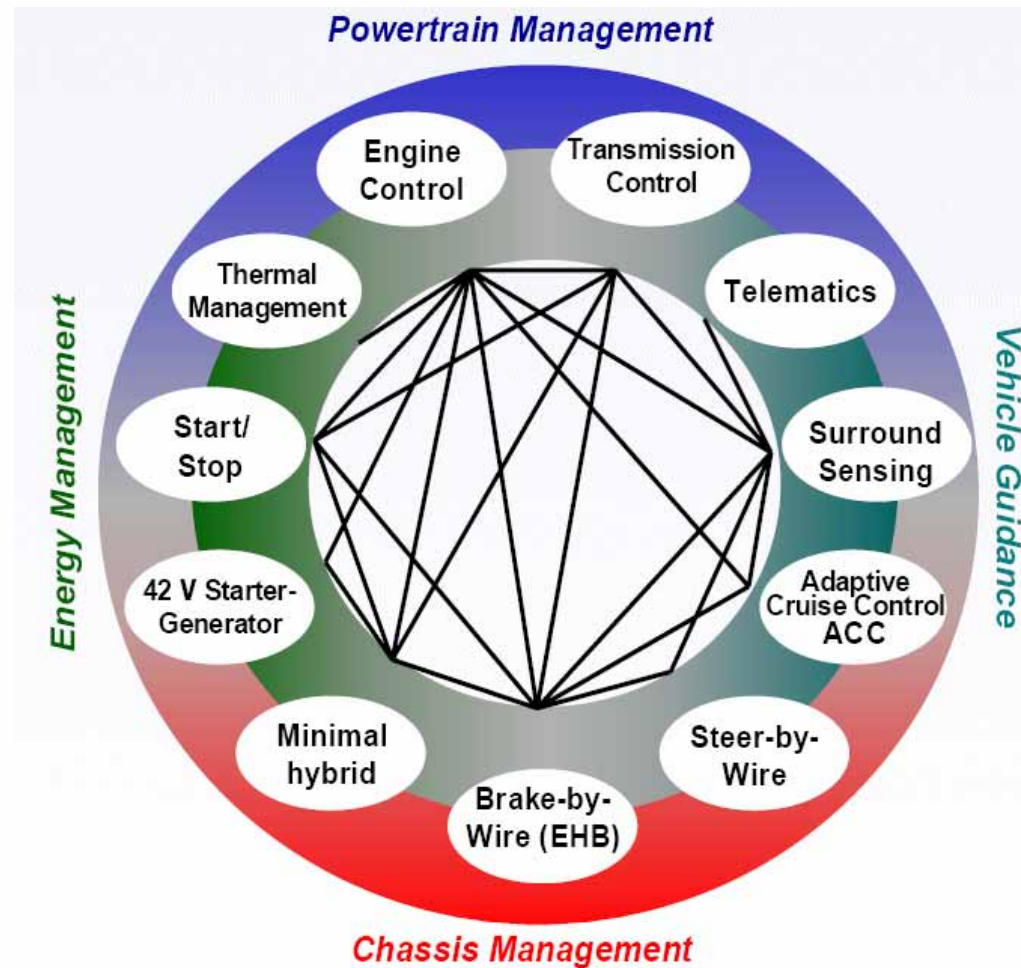 Powertrain Management
Engine
Control
Transmission
Control
Thermal
Management
Telematics
Energy Management
Vehicle Guidance
Start/
Stop
Surround
Sensing
42 V Starter-
Generator
Adaptive
Cruise Control
ACC
Minimal
hybrid
Steer-by-
Wire
Brake-by-
Wire (EHB)
Chassis Management